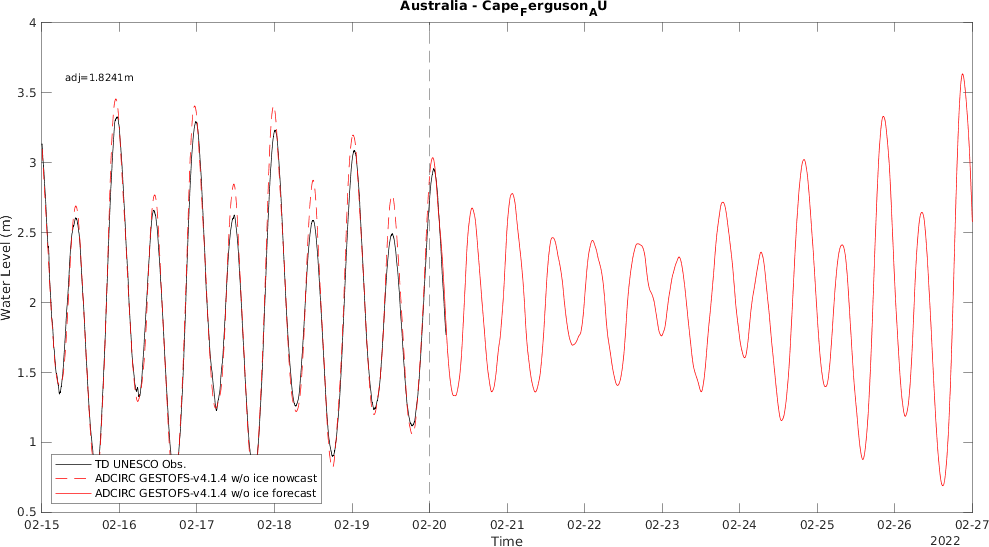 Australia - CapeFergusonAU
adj=1.8241m
Water Level (m)
4
3.5
3
2.5
2
1.5
1
0.5
TD UNESCO Obs.
ADCIRC GESTOFS-v4.1.4 w/o ice nowcast
ADCIRC GESTOFS-v4.1.4 w/o ice forecast
02-15 02-16 02-17 02-18 02-19 02-20 02-21 02-22 02-23 02-24 02-25 02-26 02-27
Time
2022